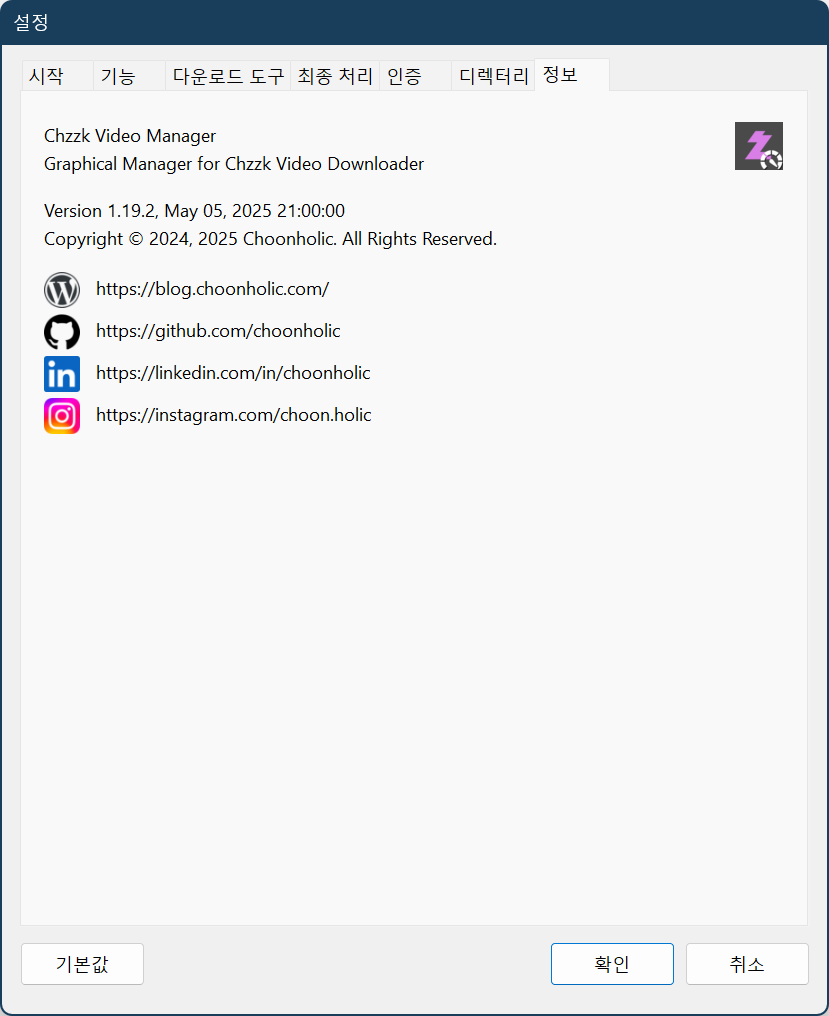 설정
시작 기능 다운로드 도구 최종 처리 인증 디렉터리 정보
Chzzk Video Manager
Graphical Manager for Chzzk Video Downloader
Version 1.19.2, May 05, 2025 21:00:00
Copyright © 2024, 2025 Choonholic. All Rights Reserved.
https://blog.choonholic.com/
https://github.com/choonholic
https://linkedin.com/in/choonholic
https://instagram.com/choon.holic
기본값 확인 취소